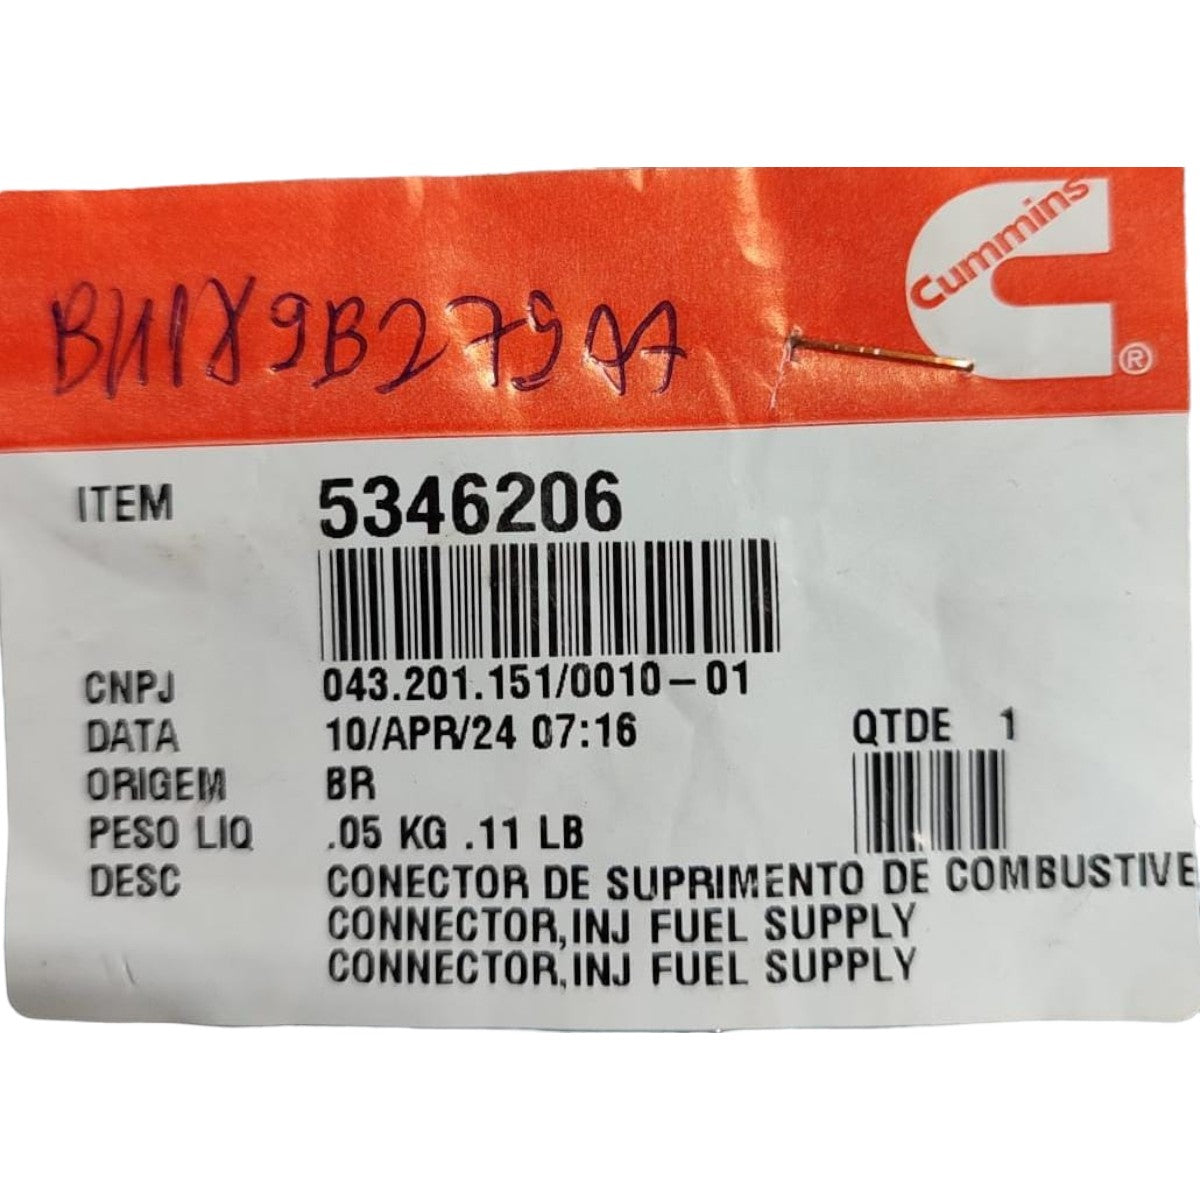 Cummins
®
BH1X9B279AA
ITEM 5346206
CNPJ 043.201.151/0010-01
DATA 10/APR/24 07:16 QTDE 1
ORIGEM BR
PESO LIQ .05 KG .11 LB
DESC CONECTOR DE SUPRIMENTO DE COMBUSTIVE
CONNECTOR,INJ FUEL SUPPLY
CONNECTOR,INJ FUEL SUPPLY